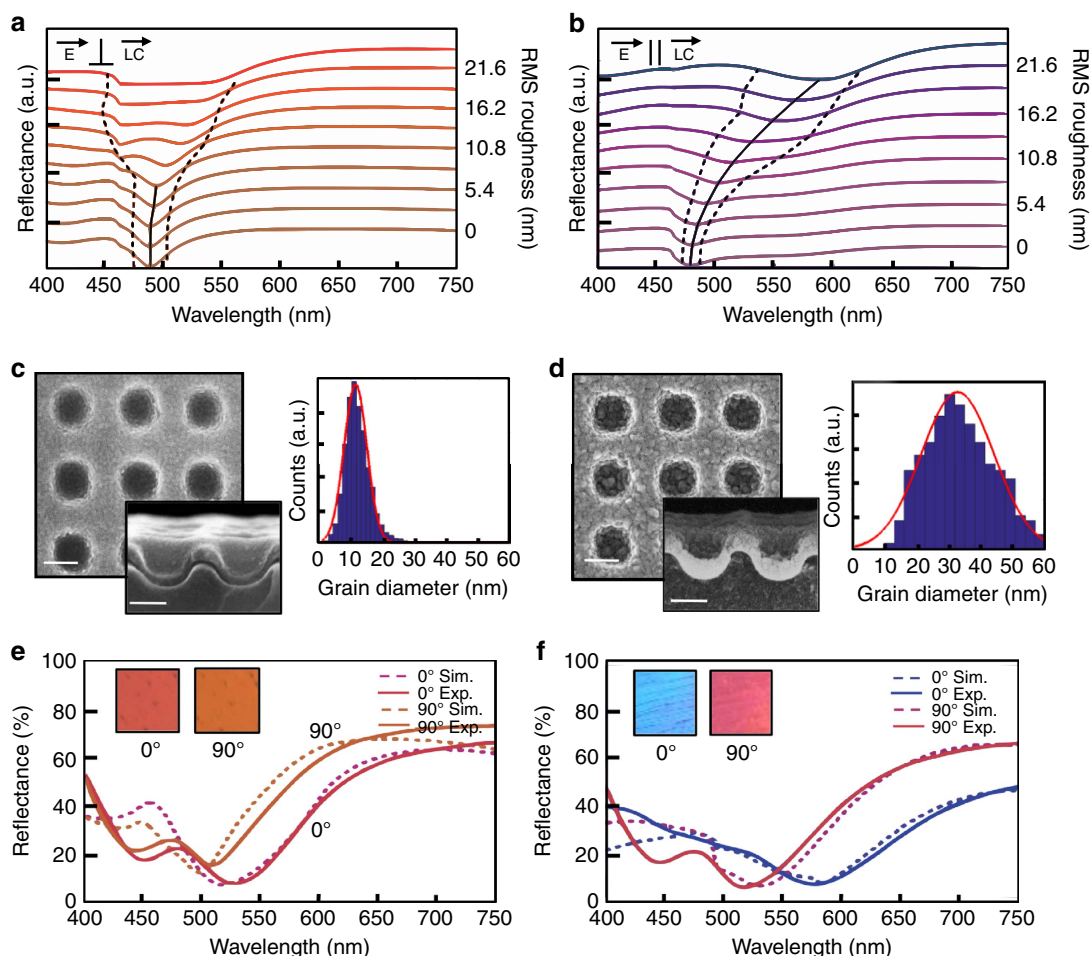 a
E
LC
Reflectance (a.u.)
21.6
16.2
10.8
5.4
0
RMS roughness (nm)
400 450 500 550 600 650 700 750
Wavelength (nm)
b
E
LC
Reflectance (a.u.)
21.6
16.2
10.8
5.4
0
RMS roughness (nm)
400 450 500 550 600 650 700 750
Wavelength (nm)
c
Counts (a.u.)
0 10 20 30 40 50 60
Grain diameter (nm)
d
Counts (a.u.)
0 10 20 30 40 50 60
Grain diameter (nm)
e
100
80
60
40
20
0
Reflectance (%)
0°
90°
0° Sim.
0° Exp.
90° Sim.
90° Exp.
90°
0°
400 450 500 550 600 650 700 750
Wavelength (nm)
f
100
80
60
40
20
0
Reflectance (%)
0°
90°
0° Sim.
0° Exp.
90° Sim.
90° Exp.
400 450 500 550 600 650 700 750
Wavelength (nm)